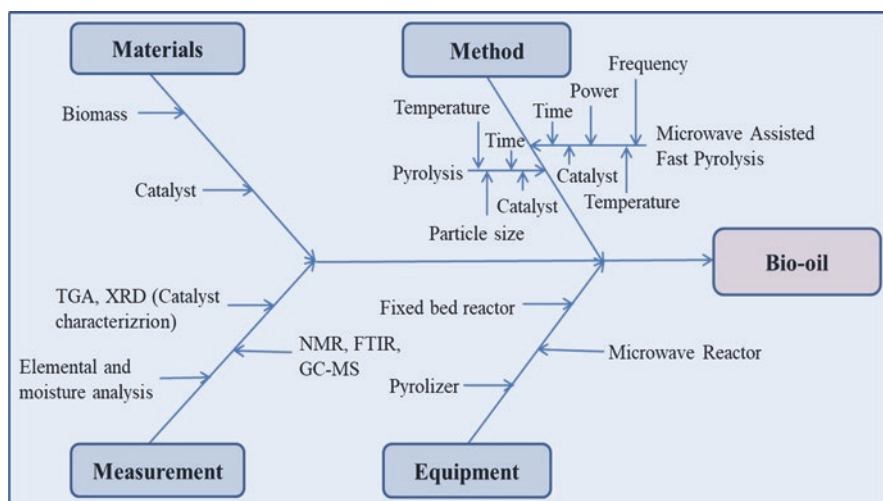 Materials
Method
Frequency
Power
Temperature
Time
Biomass
Time
Microwave Assisted
Fast Pyrolysis
Pyrolysis
Catalyst
Catalyst
Catalyst
Temperature
Particle size
Bio-oil
TGA, XRD (Catalyst
characterizrion)
Fixed bed reactor
NMR, FTIR,
GC-MS
Microwave Reactor
Elemental and
moisture analysis
Pyrolizer
Measurement
Equipment